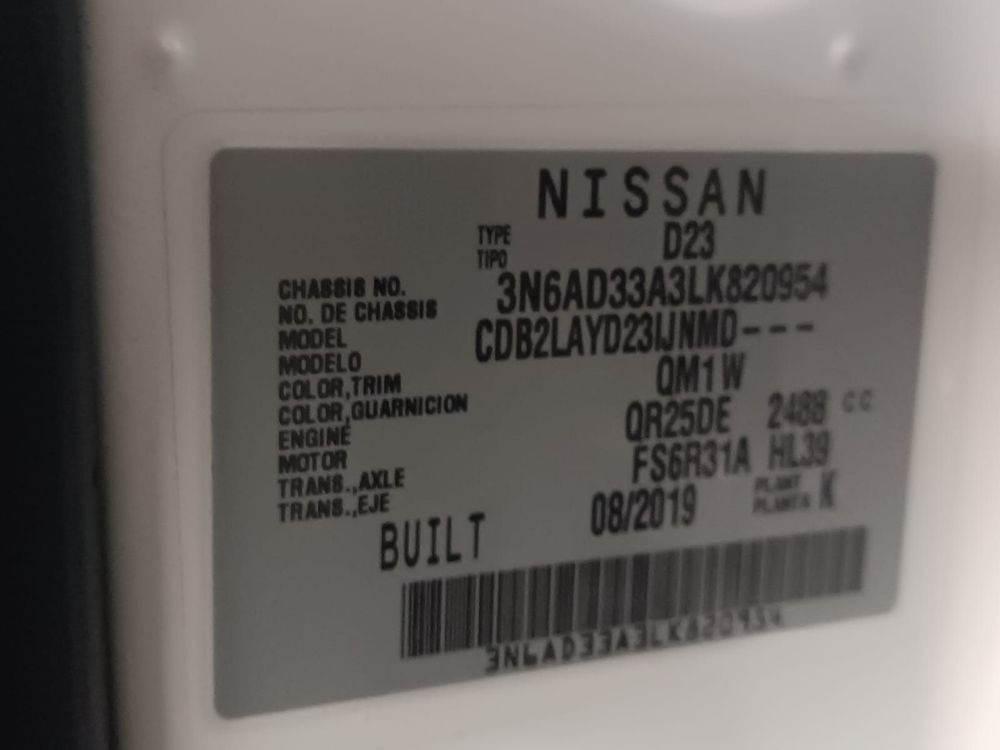 NISSAN
TYPE
TIPO D23
CHASSIS NO.
NO. DE CHASSIS 3N6AD33A3LK820954
MODEL
MODELO CDB2LAYD23IJNMD---
COLOR,TRIM
COLOR,GUARNICION QM1 W
ENGINE
MOTOR QR25DE 2488 CC
TRANS.,AXLE
TRANS.,EJE FS6R31A HL39
BUILT 08/2019 PLANT
PLANTA K
3N6AD33A3LK820954